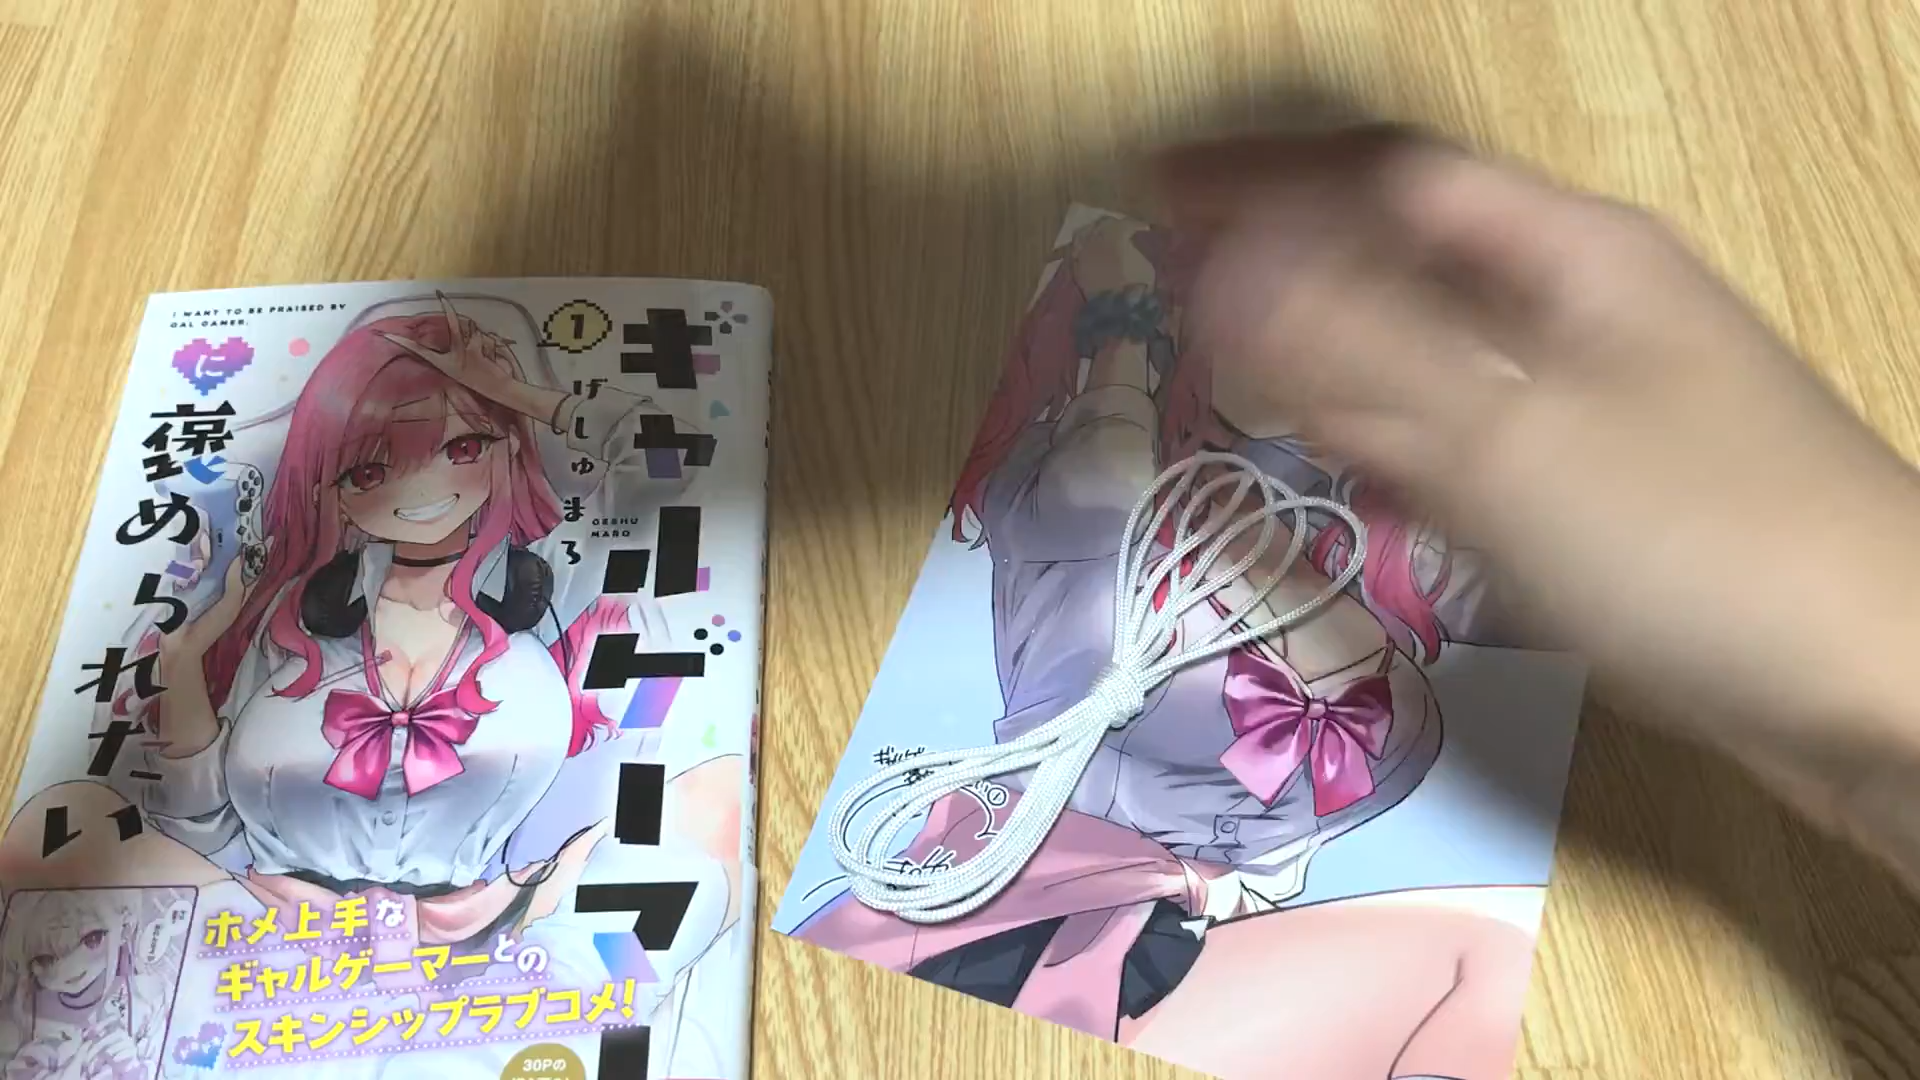 I WANT TO BE PRAISED BY
GAL GAMER.
ギャルゲーマー
に褒められたい
1
げしゅまろ
GESHU
MARO
ホメ上手な
ギャルゲーマーとの
スキンシップラブコメ!
30Pの